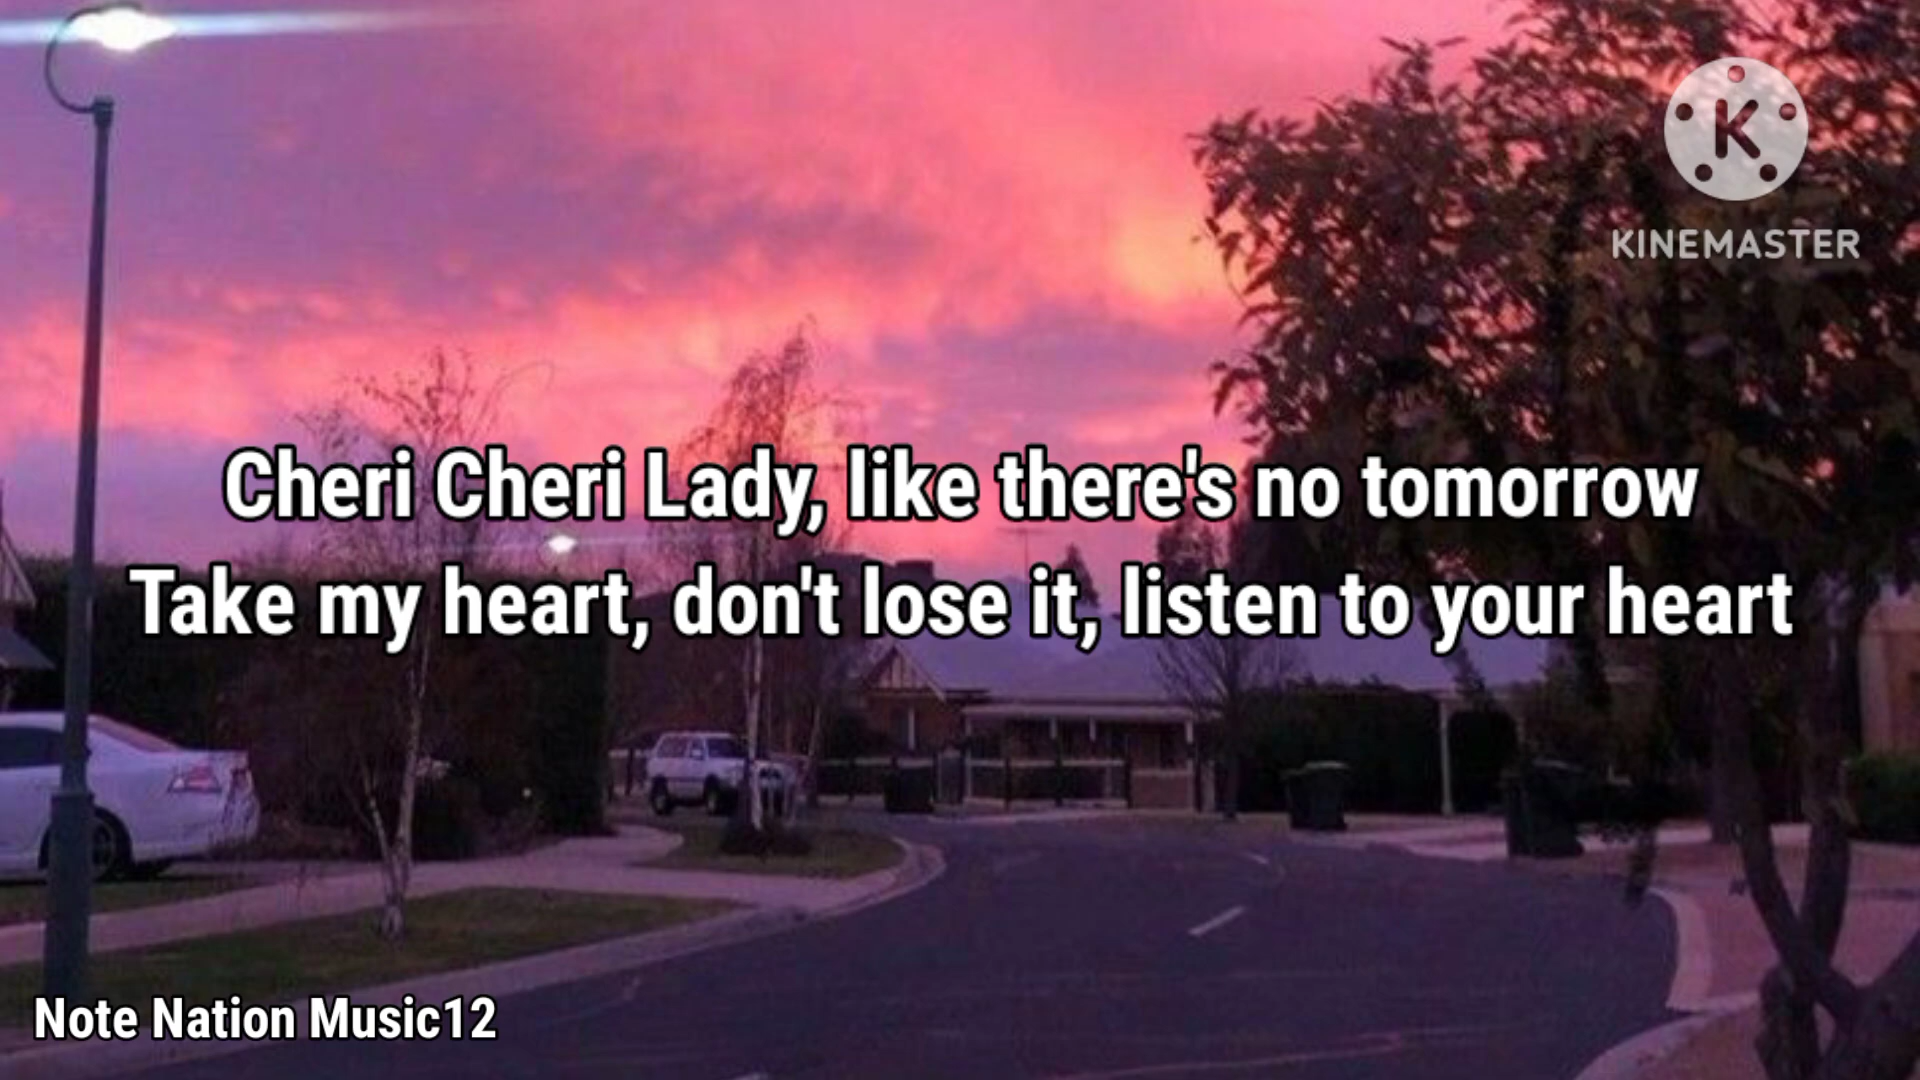 K
KINEMASTER
Cheri Cheri Lady, like there's no tomorrow
Take my heart, don't lose it, listen to your heart
Note Nation Music12